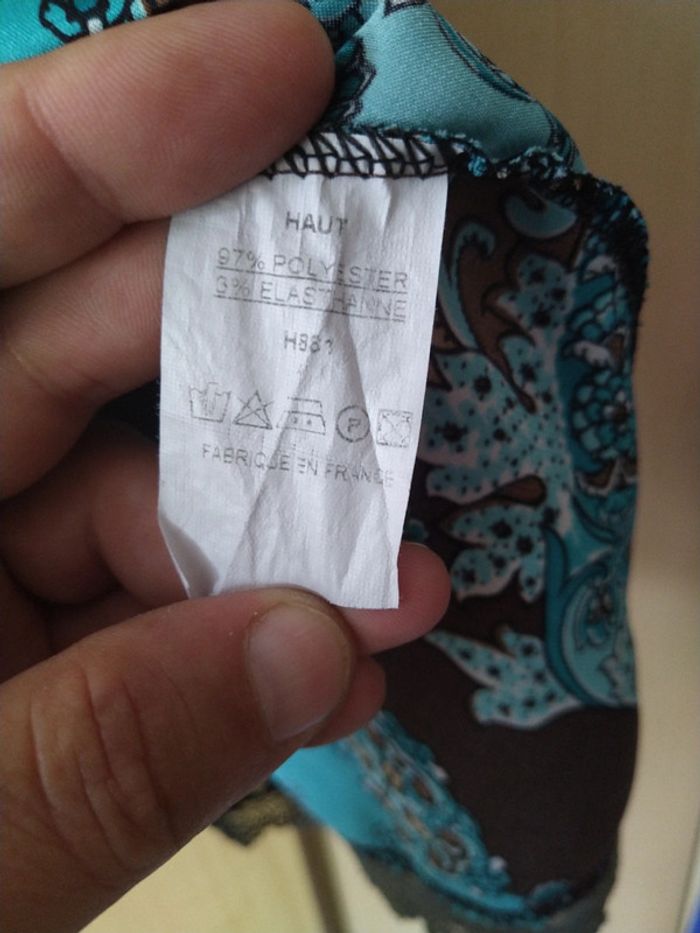 HAUT
97% POLYESTER
3% ELASTHANNE
P
FABRIQUE EN FRANCE